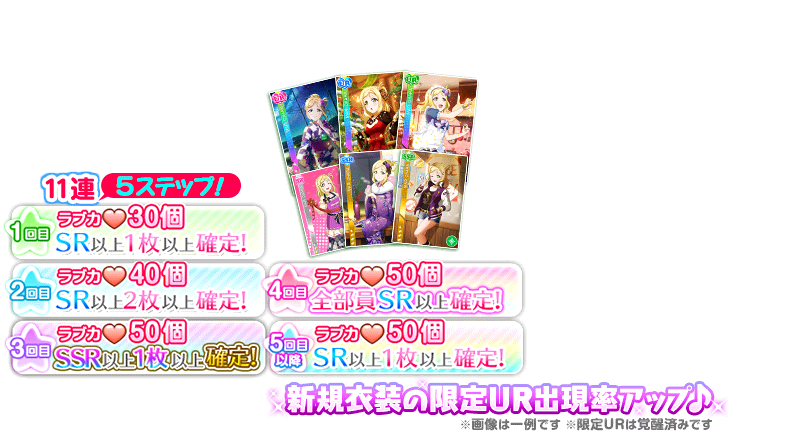 11連 5ステップ!
1回目
ラブカ♥30個
SR以上1枚以上確定!
2回目
ラブカ♥40個
SR以上2枚以上確定!
3回目
ラブカ♥50個
SSR以上1枚以上確定!
4回目
ラブカ♥50個
全部員SR以上確定!
5回目以降
ラブカ♥50個
SR以上1枚以上確定!
新規衣装の限定UR出現率アップ♪
※画像は一例です ※限定URは覚醒済みです